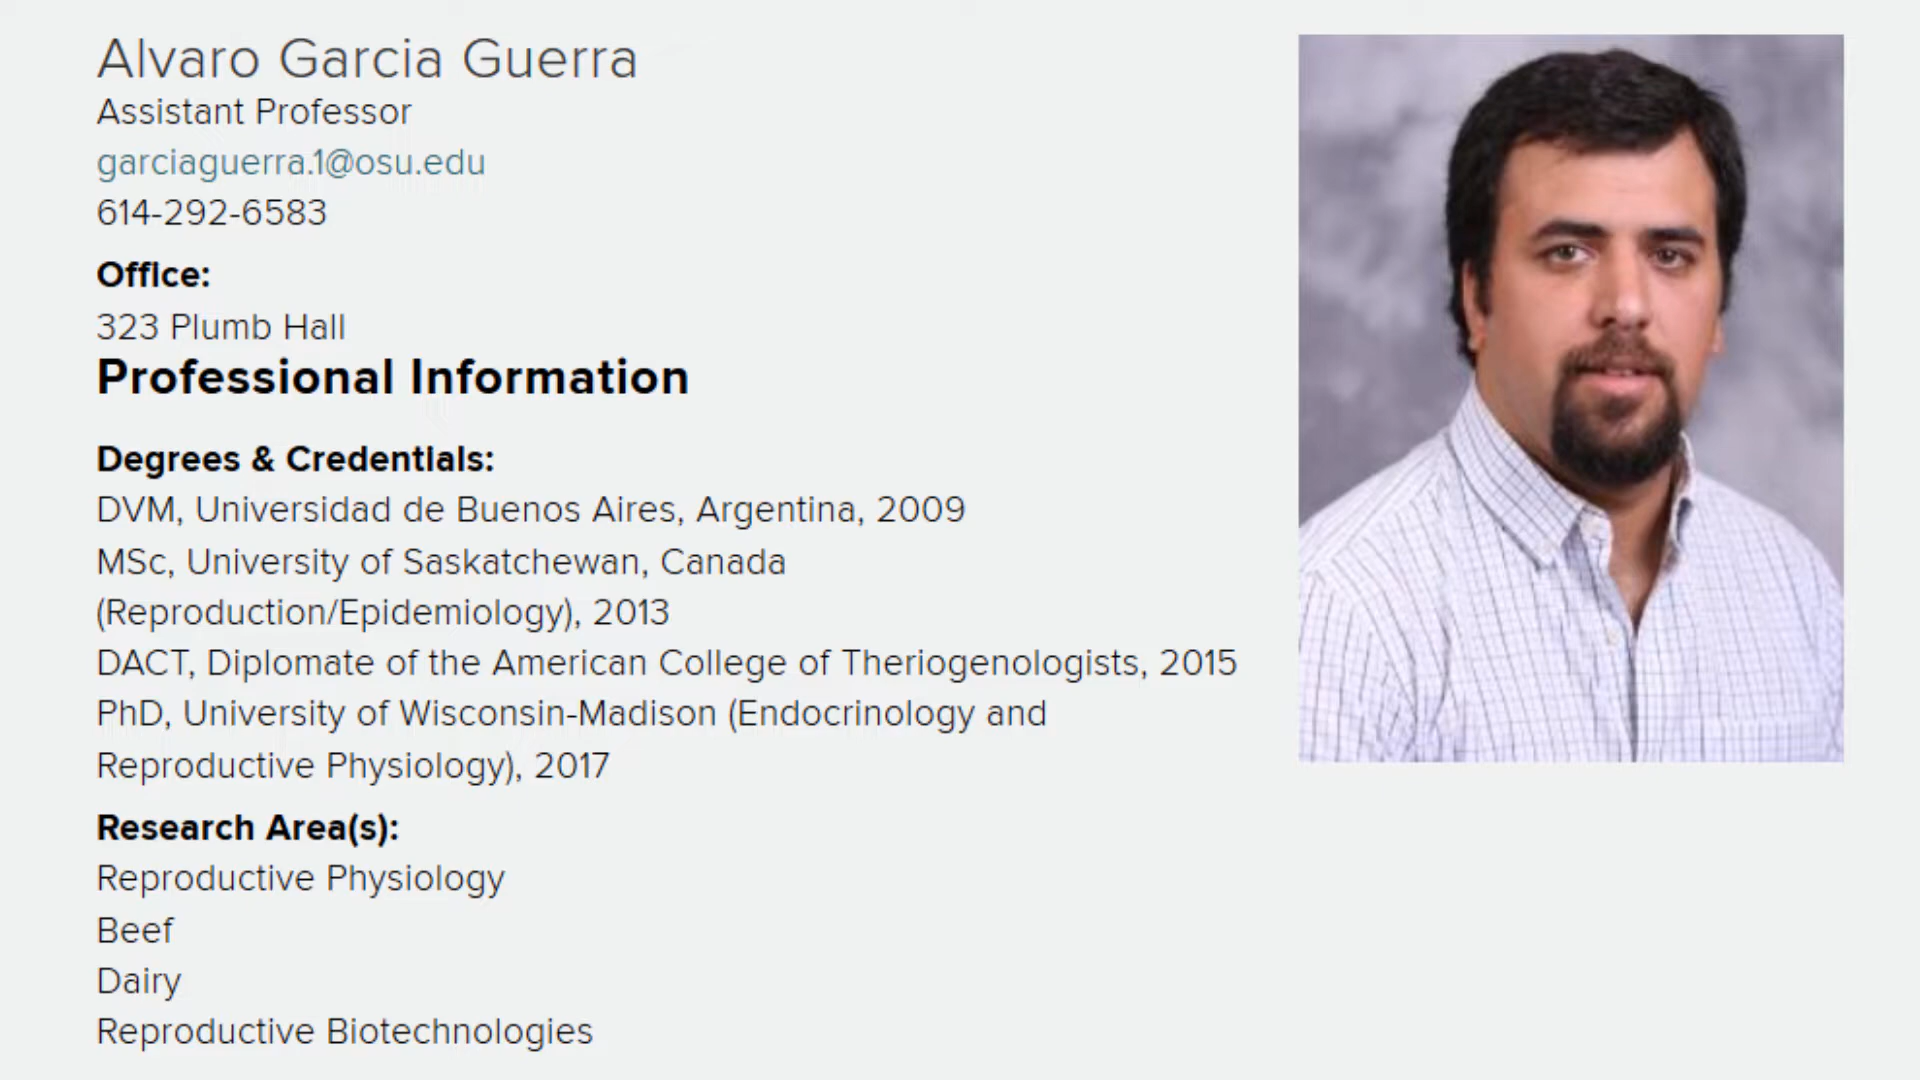 Alvaro Garcia Guerra
Assistant Professor
garciaguerra.1@osu.edu
614-292-6583
Office:
323 Plumb Hall
Professional Information
Degrees & Credentials:
DVM, Universidad de Buenos Aires, Argentina, 2009
MSc, University of Saskatchewan, Canada
(Reproduction/Epidemiology), 2013
DACT, Diplomate of the American College of Theriogenologists, 2015
PhD, University of Wisconsin-Madison (Endocrinology and
Reproductive Physiology), 2017
Research Area(s):
Reproductive Physiology
Beef
Dairy
Reproductive Biotechnologies